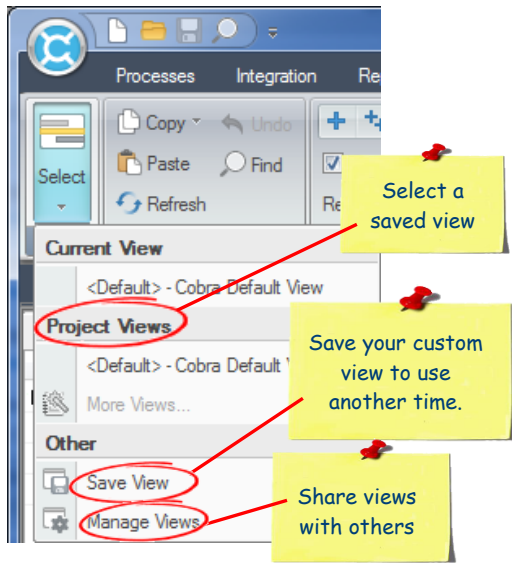 Processes Integration Re
Copy Undo
Select Paste Find
Refresh Re
Select a
saved view
Current View
<Default> - Cobra Default View
Project Views
<Default> - Cobra Default V
More Views...
Save your custom
view to use
another time.
Other
Save View
Manage Views
Share views
with others